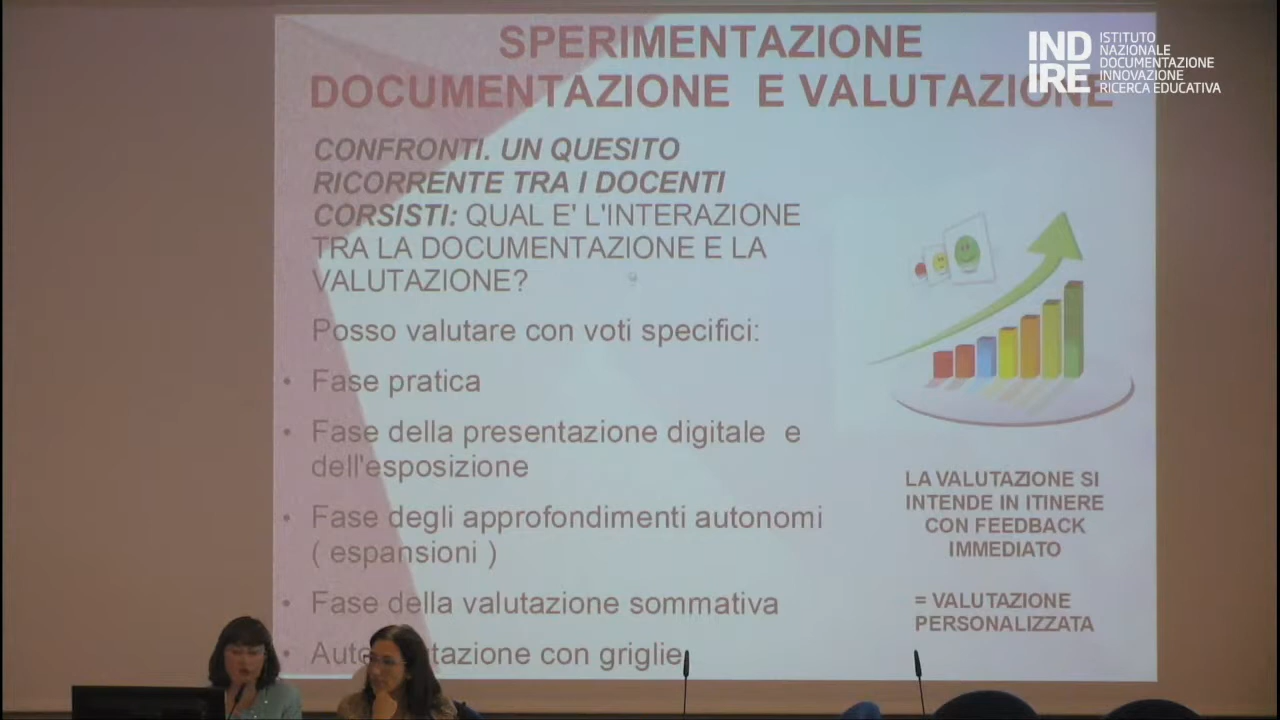 SPERIMENTAZIONE
DOCUMENTAZIONE E VALUTAZIONE
IND
IRE
ISTITUTO
NAZIONALE
DOCUMENTAZIONE
INNOVAZIONE
RICERCA EDUCATIVA
CONFRONTI. UN QUESITO
RICORRENTE TRA I DOCENTI
CORSISTI: QUAL E' L'INTERAZIONE
TRA LA DOCUMENTAZIONE E LA
VALUTAZIONE?
Posso valutare con voti specifici:
• Fase pratica
• Fase della presentazione digitale e
dell'esposizione
• Fase degli approfondimenti autonomi
( espansioni )
• Fase della valutazione sommativa
• con griglie
LA VALUTAZIONE SI
INTENDE IN ITINERE
CON FEEDBACK
IMMEDIATO
= VALUTAZIONE
PERSONALIZZATA